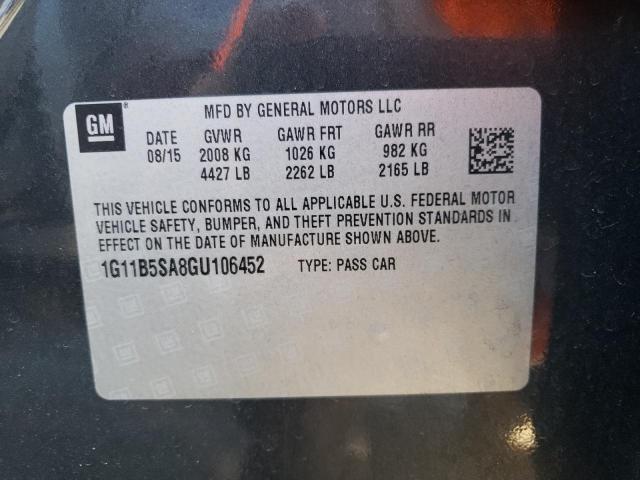 GM ®
MFD BY GENERAL MOTORS LLC
DATE GVWR GAWR FRT GAWR RR
08/15 2008 KG 1026 KG 982 KG
4427 LB 2262 LB 2165 LB
THIS VEHICLE CONFORMS TO ALL APPLICABLE U.S. FEDERAL MOTOR
VEHICLE SAFETY, BUMPER, AND THEFT PREVENTION STANDARDS IN
EFFECT ON THE DATE OF MANUFACTURE SHOWN ABOVE.
1G11B5SA8GU106452 TYPE: PASS CAR